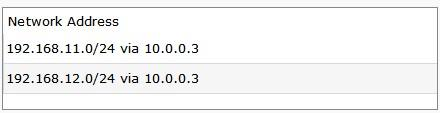 Network Address
192.168.11.0/24 via 10.0.0.3
192.168.12.0/24 via 10.0.0.3